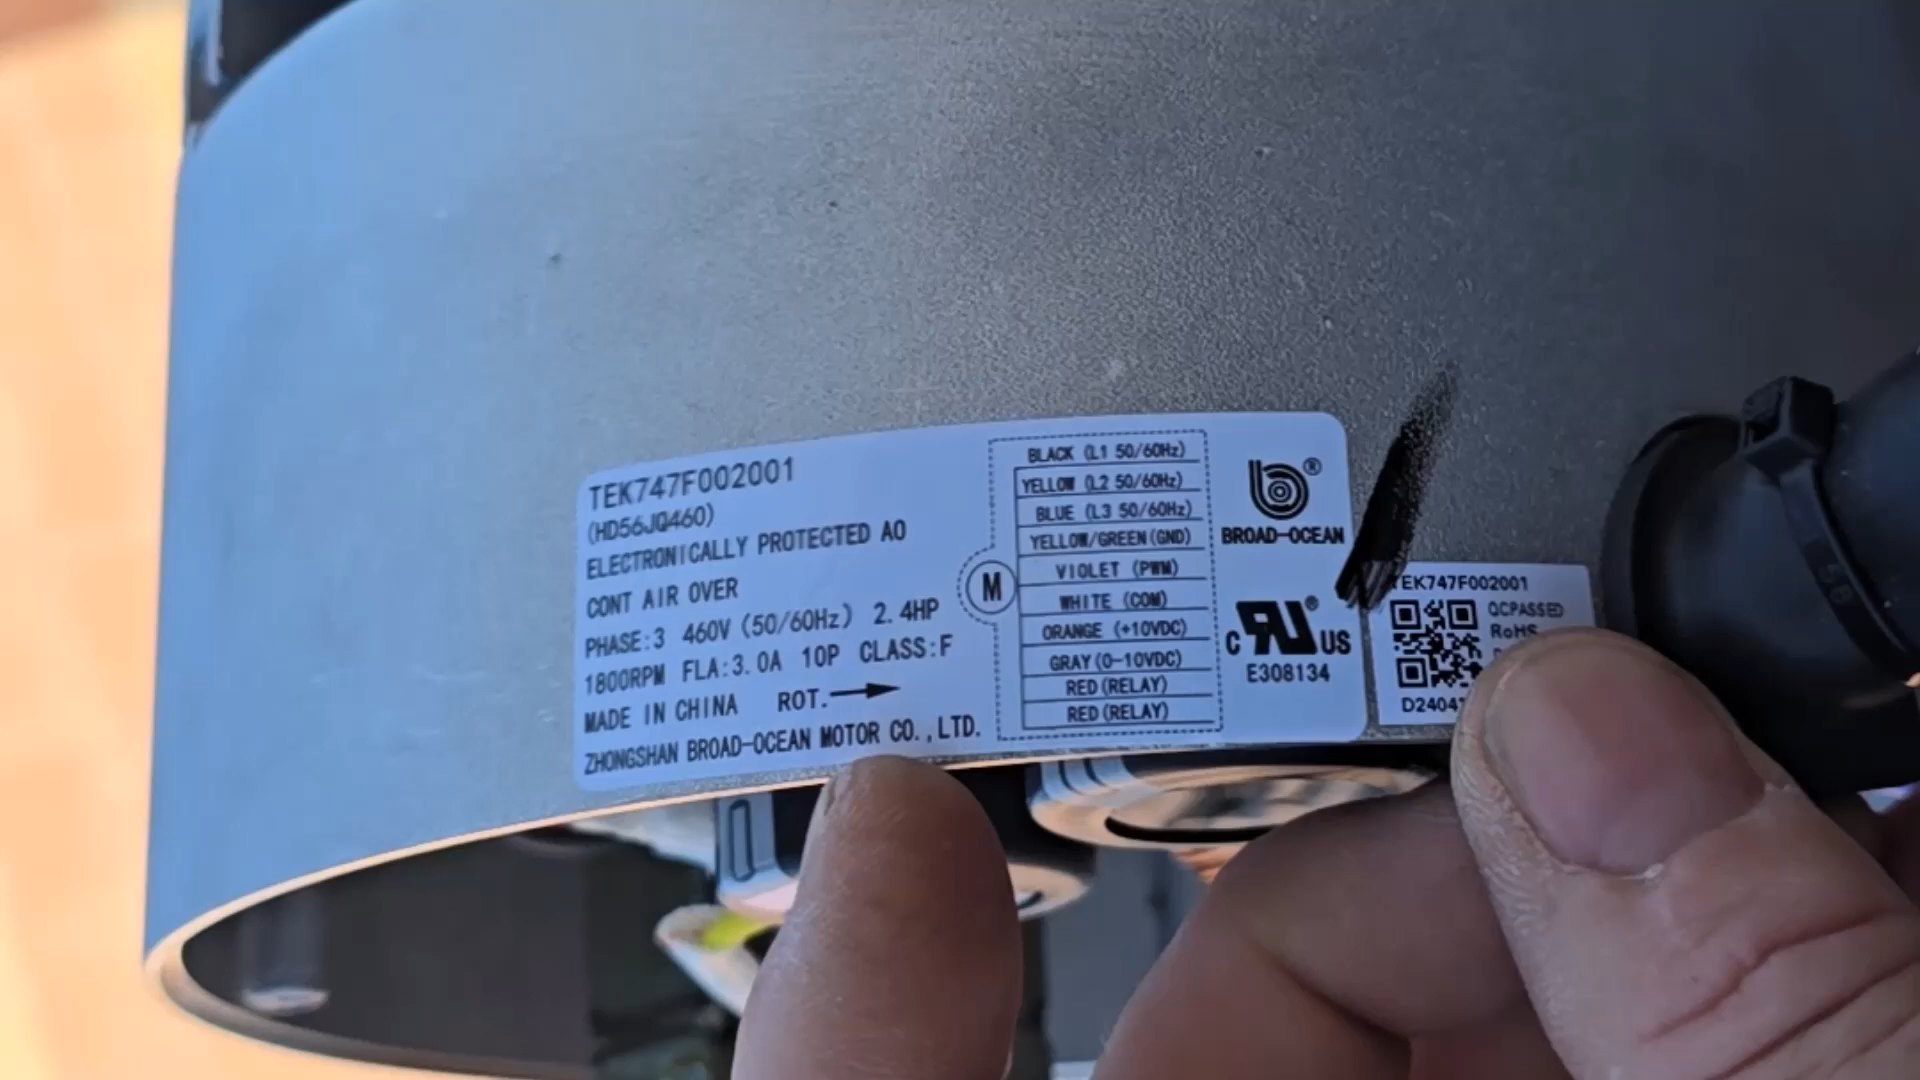 TEK747F002001
(HD56JQ460)
ELECTRONICALLY PROTECTED AO
CONT AIR OVER
PHASE:3 460V (50/60Hz) 2.4HP
1800RPM FLA:3.0A 10P CLASS:F
MADE IN CHINA ROT.
ZHONGSHAN BROAD-OCEAN MOTOR CO.,LTD.
M
BLACK (L1 50/60Hz)
YELLOW (L2 50/60Hz)
BLUE (L3 50/60Hz)
YELLOW/GREEN(GND)
VIOLET (PWM)
WHITE (COM)
ORANGE (+10VDC)
GRAY(0-10VDC)
RED(RELAY)
RED(RELAY)
b®
BROAD-OCEAN
C RU® US
E308134
TEK747F002001
QCPASSED
RoHS